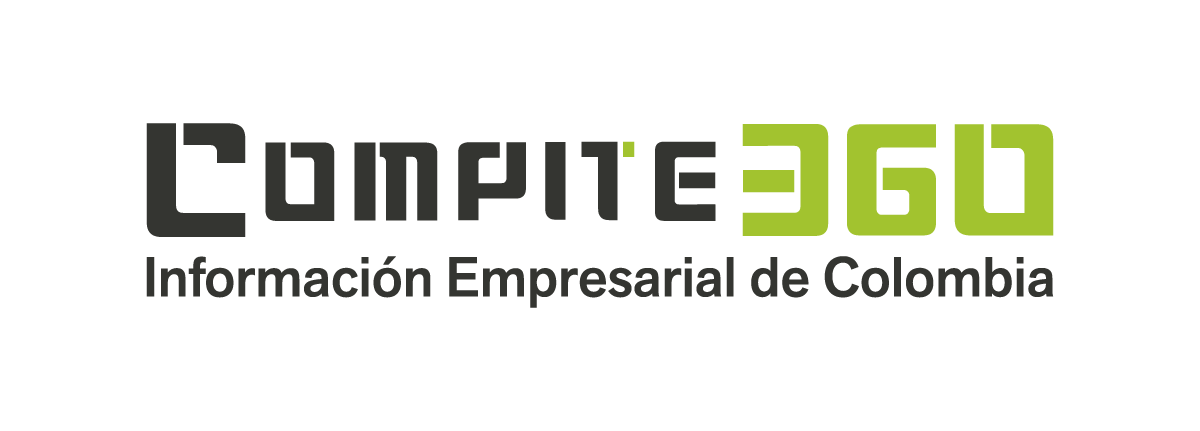 Compite360
Información Empresarial de Colombia